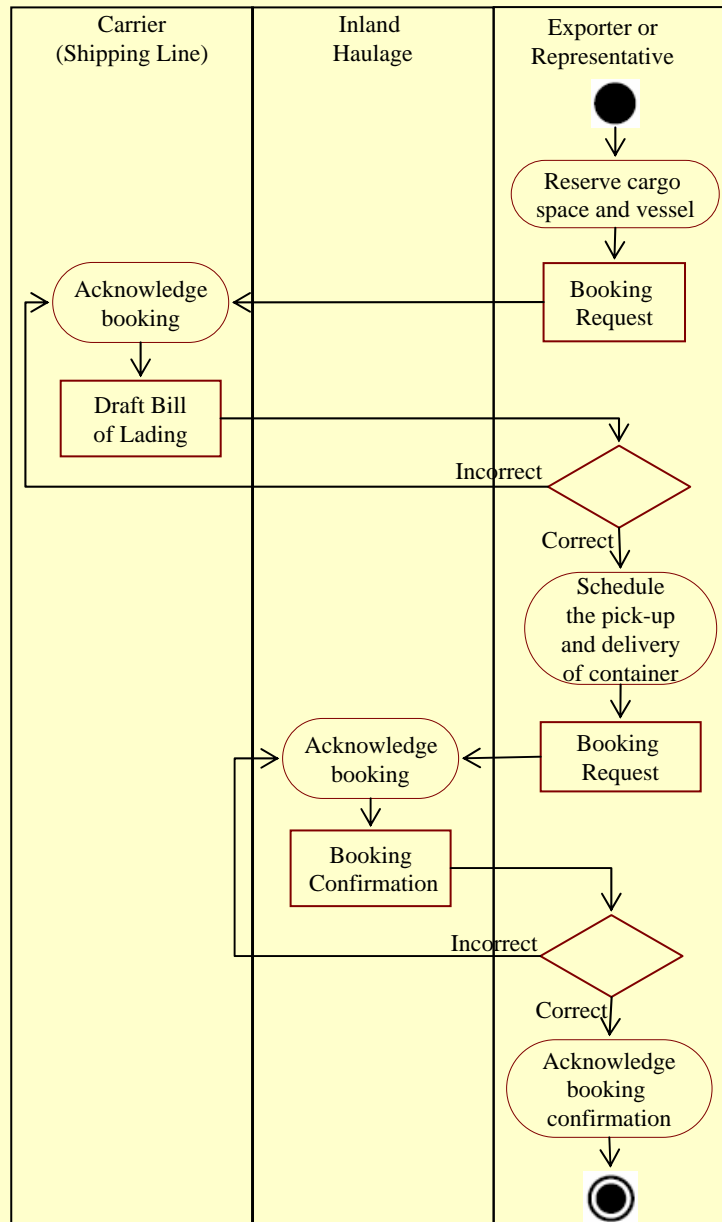 Carrier
(Shipping Line)
Inland
Haulage
Exporter or
Representative
Reserve cargo
space and vessel
Acknowledge
booking
Booking
Request
Draft Bill
of Lading
Incorrect
Correct
Schedule
the pick-up
and delivery
of container
Acknowledge
booking
Booking
Request
Booking
Confirmation
Incorrect
Correct
Acknowledge
booking
confirmation